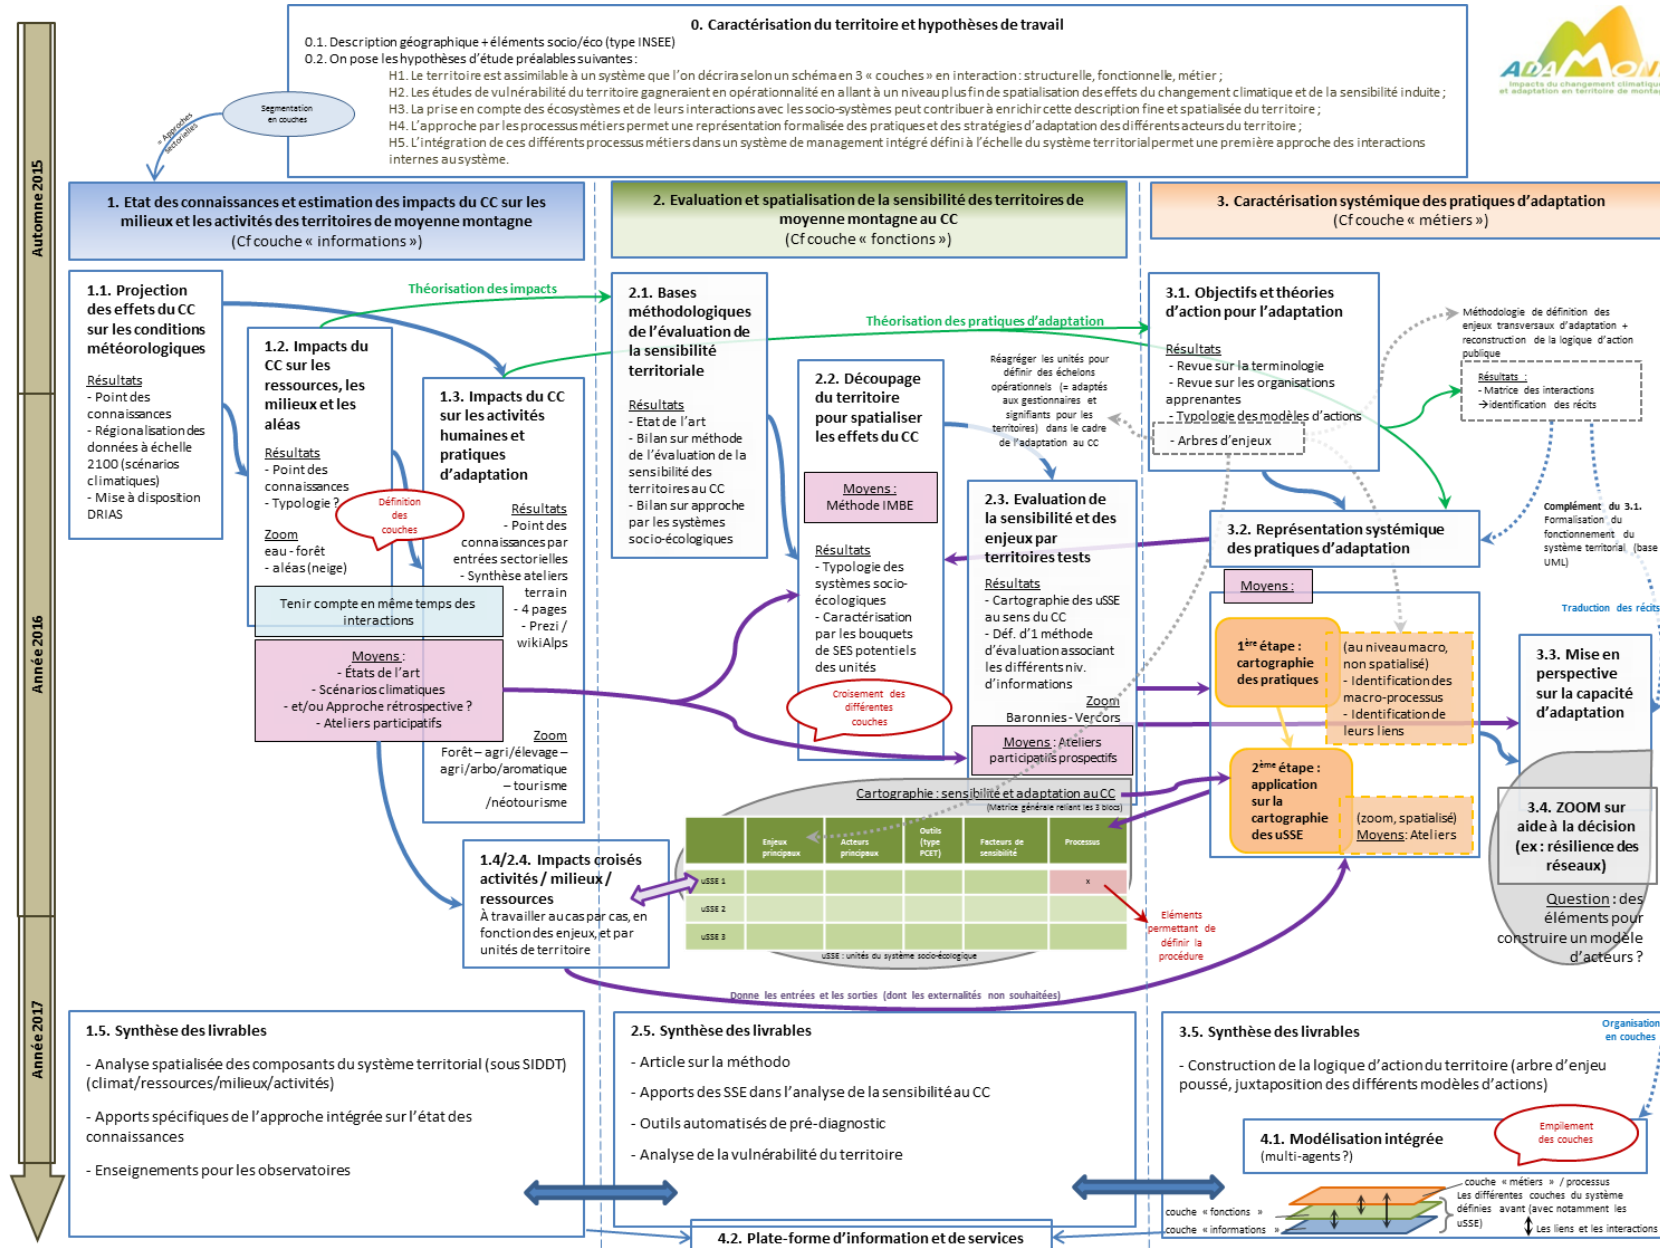 0. Caractérisation du territoire et hypothèses de travail
0.1. Description géographique + éléments socio/éco (type INSEE)
0.2. On pose les hypothèses d'étude préalables suivantes :
H1. Le territoire est assimilable à un système que l'on décrira selon un schéma en 3 « couches » en interaction : structurelle, fonctionnelle, métier ;
H2. Les études de vulnérabilité du territoire gagneraient en opérationnalité en allant à un niveau plus fin de spatialisation des effets du changement climatique et de la sensibilité induite ;
H3. La prise en compte des écosystèmes et de leurs interactions avec les socio-systèmes peut contribuer à enrichir cette description fine et spatialisée du territoire ;
H4. L'approche par les processus métiers permet une représentation formalisée des pratiques et des stratégies d'adaptation des différents acteurs du territoire ;
H5. L'intégration de ces différents processus métiers dans un système de management intégré défini à l'échelle du système territorial permet une première approche des interactions
internes au système.
ADAMONT
Impacts du changement climatique
et adaptation en territoire de montagne
Segmentation
en couches
= Approches
sectorielles
Automne 2015
Année 2016
Année 2017
1. Etat des connaissances et estimation des impacts du CC sur les
milieux et les activités des territoires de moyenne montagne
(Cf couche « informations »)
2. Evaluation et spatialisation de la sensibilité des territoires de
moyenne montagne au CC
(Cf couche « fonctions »)
3. Caractérisation systémique des pratiques d'adaptation
(Cf couche « métiers »)
1.1. Projection
des effets du CC
sur les conditions
météorologiques
Résultats
- Point des
connaissances
- Régionalisation des
données à échelle
2100 (scénarios
climatiques)
- Mise à disposition
DRIAS
1.2. Impacts du
CC sur les
ressources, les
milieux et les
aléas
Résultats
- Point des
connaissances
- Typologie ?
Zoom
eau - forêt
- aléas (neige)
Définition
des
couches
Théorisation des impacts
1.3. Impacts du CC
sur les activités
humaines et
pratiques
d'adaptation
Résultats
- Point des
connaissances par
entrées sectorielles
- Synthèse ateliers
terrain
- 4 pages
- Prezi /
wikiAlps
Zoom
Forêt – agri/élevage –
agri/arbo/aromatique
– tourisme
/néotourisme
Tenir compte en même temps des
interactions
Moyens :
- États de l'art
- Scénarios climatiques
- et/ou Approche rétrospective ?
- Ateliers participatifs
1.4/2.4. Impacts croisés
activités / milieux /
ressources
À travailler au cas par cas, en
fonction des enjeux, et par
unités de territoire
2.1. Bases
méthodologiques
de l'évaluation de
la sensibilité
territoriale
Résultats
- Etat de l'art
- Bilan sur méthode
de l'évaluation de la
sensibilité des
territoires au CC
- Bilan sur approche
par les systèmes
socio-écologiques
Théorisation des pratiques d'adaptation
2.2. Découpage
du territoire
pour spatialiser
les effets du CC
Moyens :
Méthode IMBE
Résultats
- Typologie des
systèmes socio-
écologiques
- Caractérisation
par les bouquets
de SES potentiels
des unités
Croisement des
différentes
couches
Réagréger les unités pour
définir des échelons
opérationnels (= adaptés
aux gestionnaires et
signifiants pour les
territoires) dans le cadre
de l'adaptation au CC
2.3. Evaluation de
la sensibilité et des
enjeux par
territoires tests
Résultats
- Cartographie des uSSE
au sens du CC
- Déf. d'1 méthode
d'évaluation associant
les différents niv.
d'informations
Zoom
Baronnies - Vercors
Moyens : Ateliers
participatifs prospectifs
Cartographie : sensibilité et adaptation au CC
(Matrice générale reliant les 3 blocs)
Enjeux
principaux
Acteurs
principaux
Outils
(type
PCET)
Facteurs de
sensibilité
Processus
uSSE 1
x
uSSE 2
uSSE 3
uSSE : unités du système socio-écologique
Eléments
permettant de
définir la
procédure
Donne les entrées et les sorties (dont les externalités non souhaitées)
3.1. Objectifs et théories
d'action pour l'adaptation
Résultats
- Revue sur la terminologie
- Revue sur les organisations
apprenantes
- Typologie des modèles d'actions
- Arbres d'enjeux
Méthodologie de définition des
enjeux transversaux d'adaptation +
reconstruction de la logique d'action
publique
Résultats :
- Matrice des interactions
→identification des récits
3.2. Représentation systémique
des pratiques d'adaptation
Complément du 3.1.
Formalisation du
fonctionnement du
système territorial (base
UML)
Traduction des récits
Moyens :
1ère étape :
cartographie
des pratiques
(au niveau macro,
non spatialisé)
- Identification des
macro-processus
- Identification de
leurs liens
2ème étape :
application
sur la
cartographie
des uSSE
(zoom, spatialisé)
Moyens: Ateliers
3.3. Mise en
perspective
sur la capacité
d'adaptation
3.4. ZOOM sur
aide à la décision
(ex : résilience des
réseaux)
Question : des
éléments pour
construire un modèle
d'acteurs ?
1.5. Synthèse des livrables
- Analyse spatialisée des composants du système territorial (sous SIDDT)
(climat/ressources/milieux/activités)
- Apports spécifiques de l'approche intégrée sur l'état des
connaissances
- Enseignements pour les observatoires
2.5. Synthèse des livrables
- Article sur la méthodo
- Apports des SSE dans l'analyse de la sensibilité au CC
- Outils automatisés de pré-diagnostic
- Analyse de la vulnérabilité du territoire
3.5. Synthèse des livrables
- Construction de la logique d'action du territoire (arbre d'enjeu
poussé, juxtaposition des différents modèles d'actions)
Organisation
en couches
4.1. Modélisation intégrée
(multi-agents ?)
Empilement
des couches
couche « métiers » / processus
couche « fonctions »
couche « informations »
Les différentes couches du système
définies avant (avec notamment les
uSSE)
Les liens et les interactions
4.2. Plate-forme d'information et de services